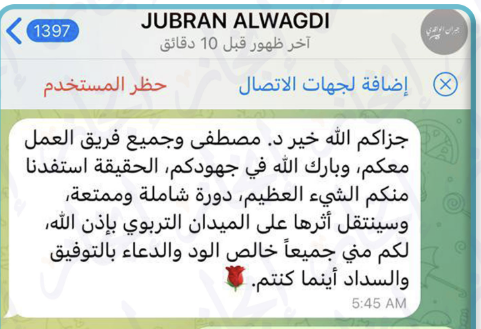 1397
JUBRAN ALWAGDI
آخر ظهور قبل 10 دقائق
إضافة لجهات الاتصال
حظر المستخدم
جزاكم الله خير د. مصطفى وجميع فريق العمل
معكم، وبارك الله في جهودكم، الحقيقة استفدنا
منكم الشيء العظيم، دورة شاملة وممتعة،
وسينتقل أثرها على الميدان التربوي بإذن الله،
لكم مني جميعاً خالص الود والدعاء بالتوفيق
والسداد أينما كنتم.🌹
5:45 AM